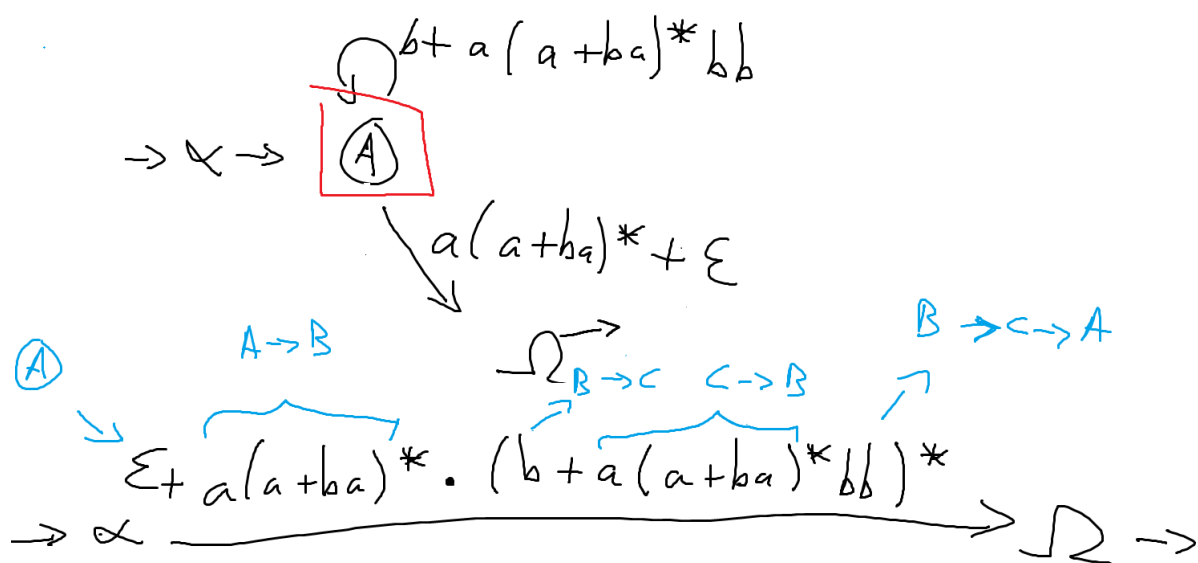 b+ a(a+ba)*bb
→ α → A
a(a+ba)* + ε
Ω →
B → C → A
A → B
A
B → C C → B
ε+ a(a+ba)* · (b + a(a+ba)*bb)*
→ α → Ω →